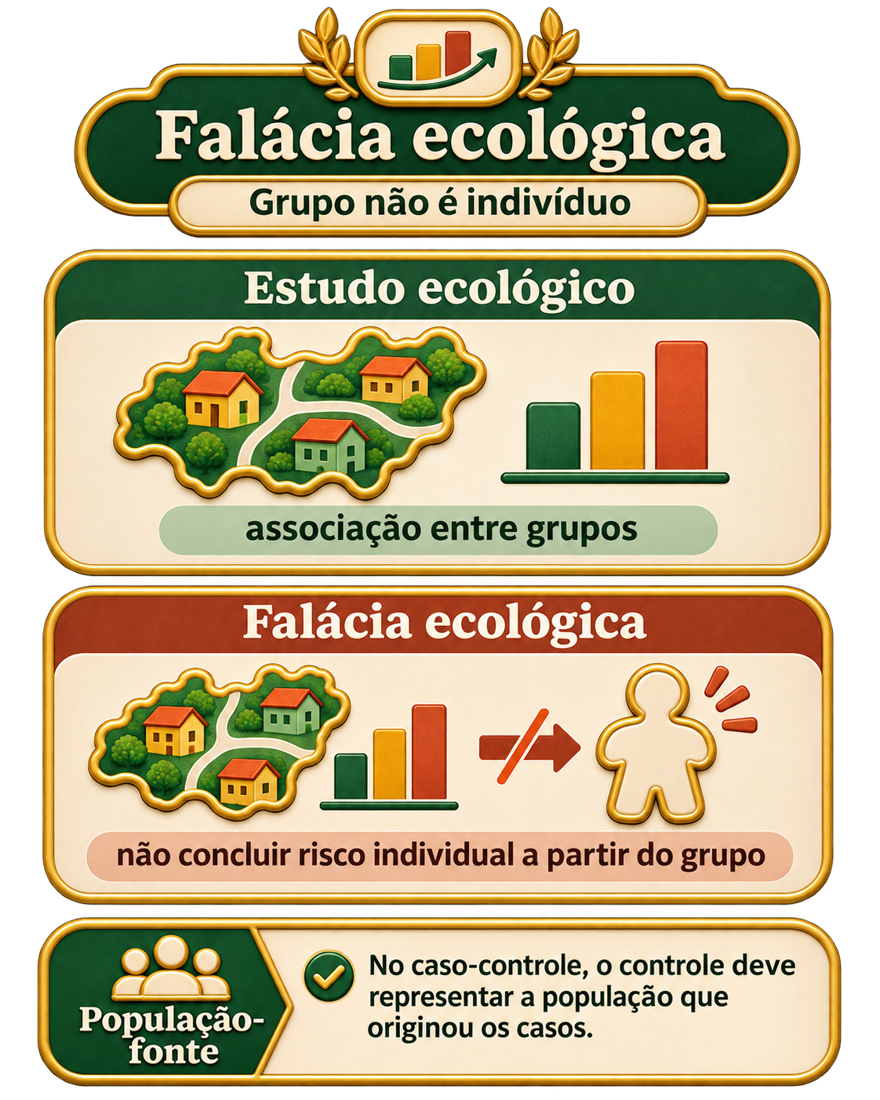 Falácia ecológica
Grupo não é indivíduo
Estudo ecológico
associação entre grupos
Falácia ecológica
não concluir risco individual a partir do grupo
População-
fonte
No caso-controle, o controle deve
representar a população que
originou os casos.